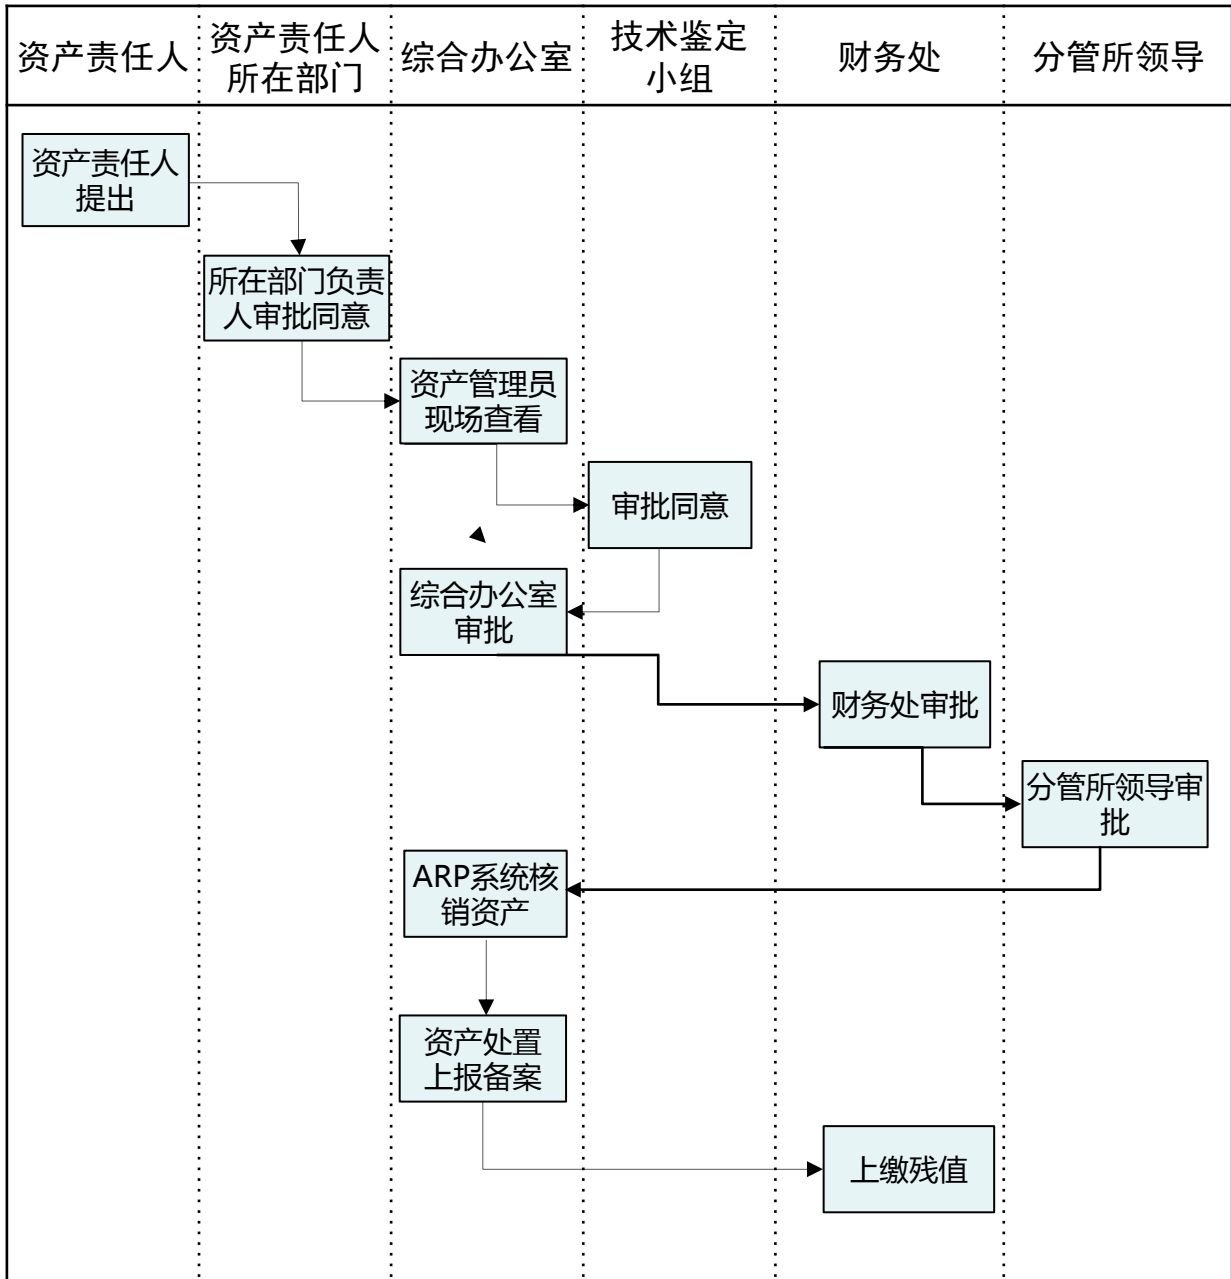 资产责任人
资产责任人
所在部门
综合办公室
技术鉴定
小组
财务处
分管所领导
资产责任人
提出
所在部门负责
人审批同意
资产管理员
现场查看
审批同意
综合办公室
审批
财务处审批
分管所领导审
批
ARP系统核
销资产
资产处置
上报备案
上缴残值